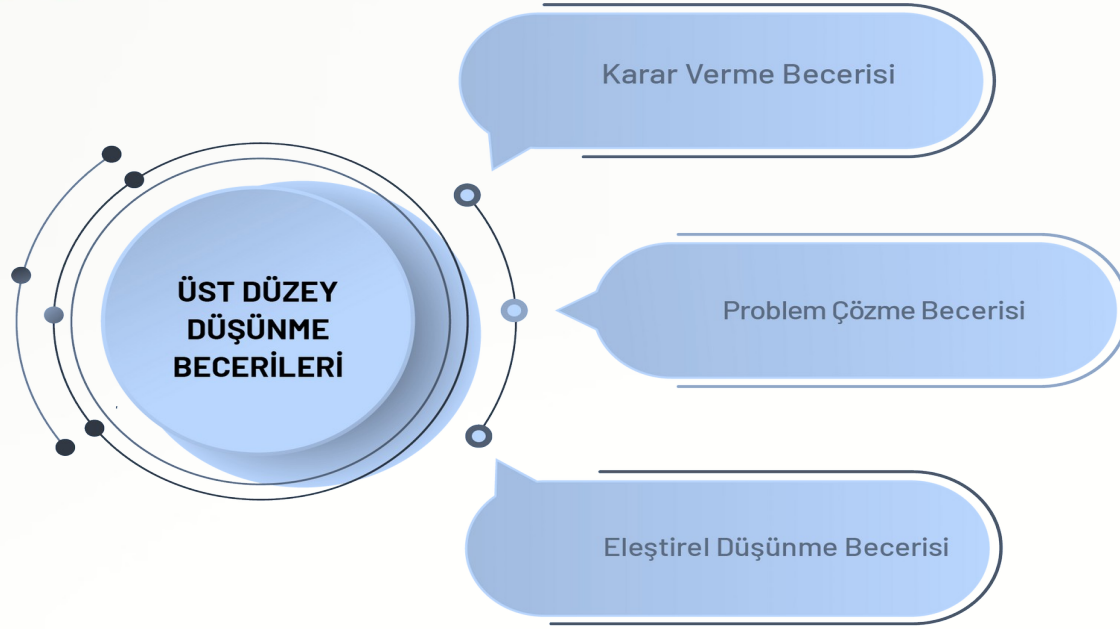 Karar Verme Becerisi
ÜST DÜZEY
DÜŞÜNME
BECERİLERİ
Problem Çözme Becerisi
Eleştirel Düşünme Becerisi